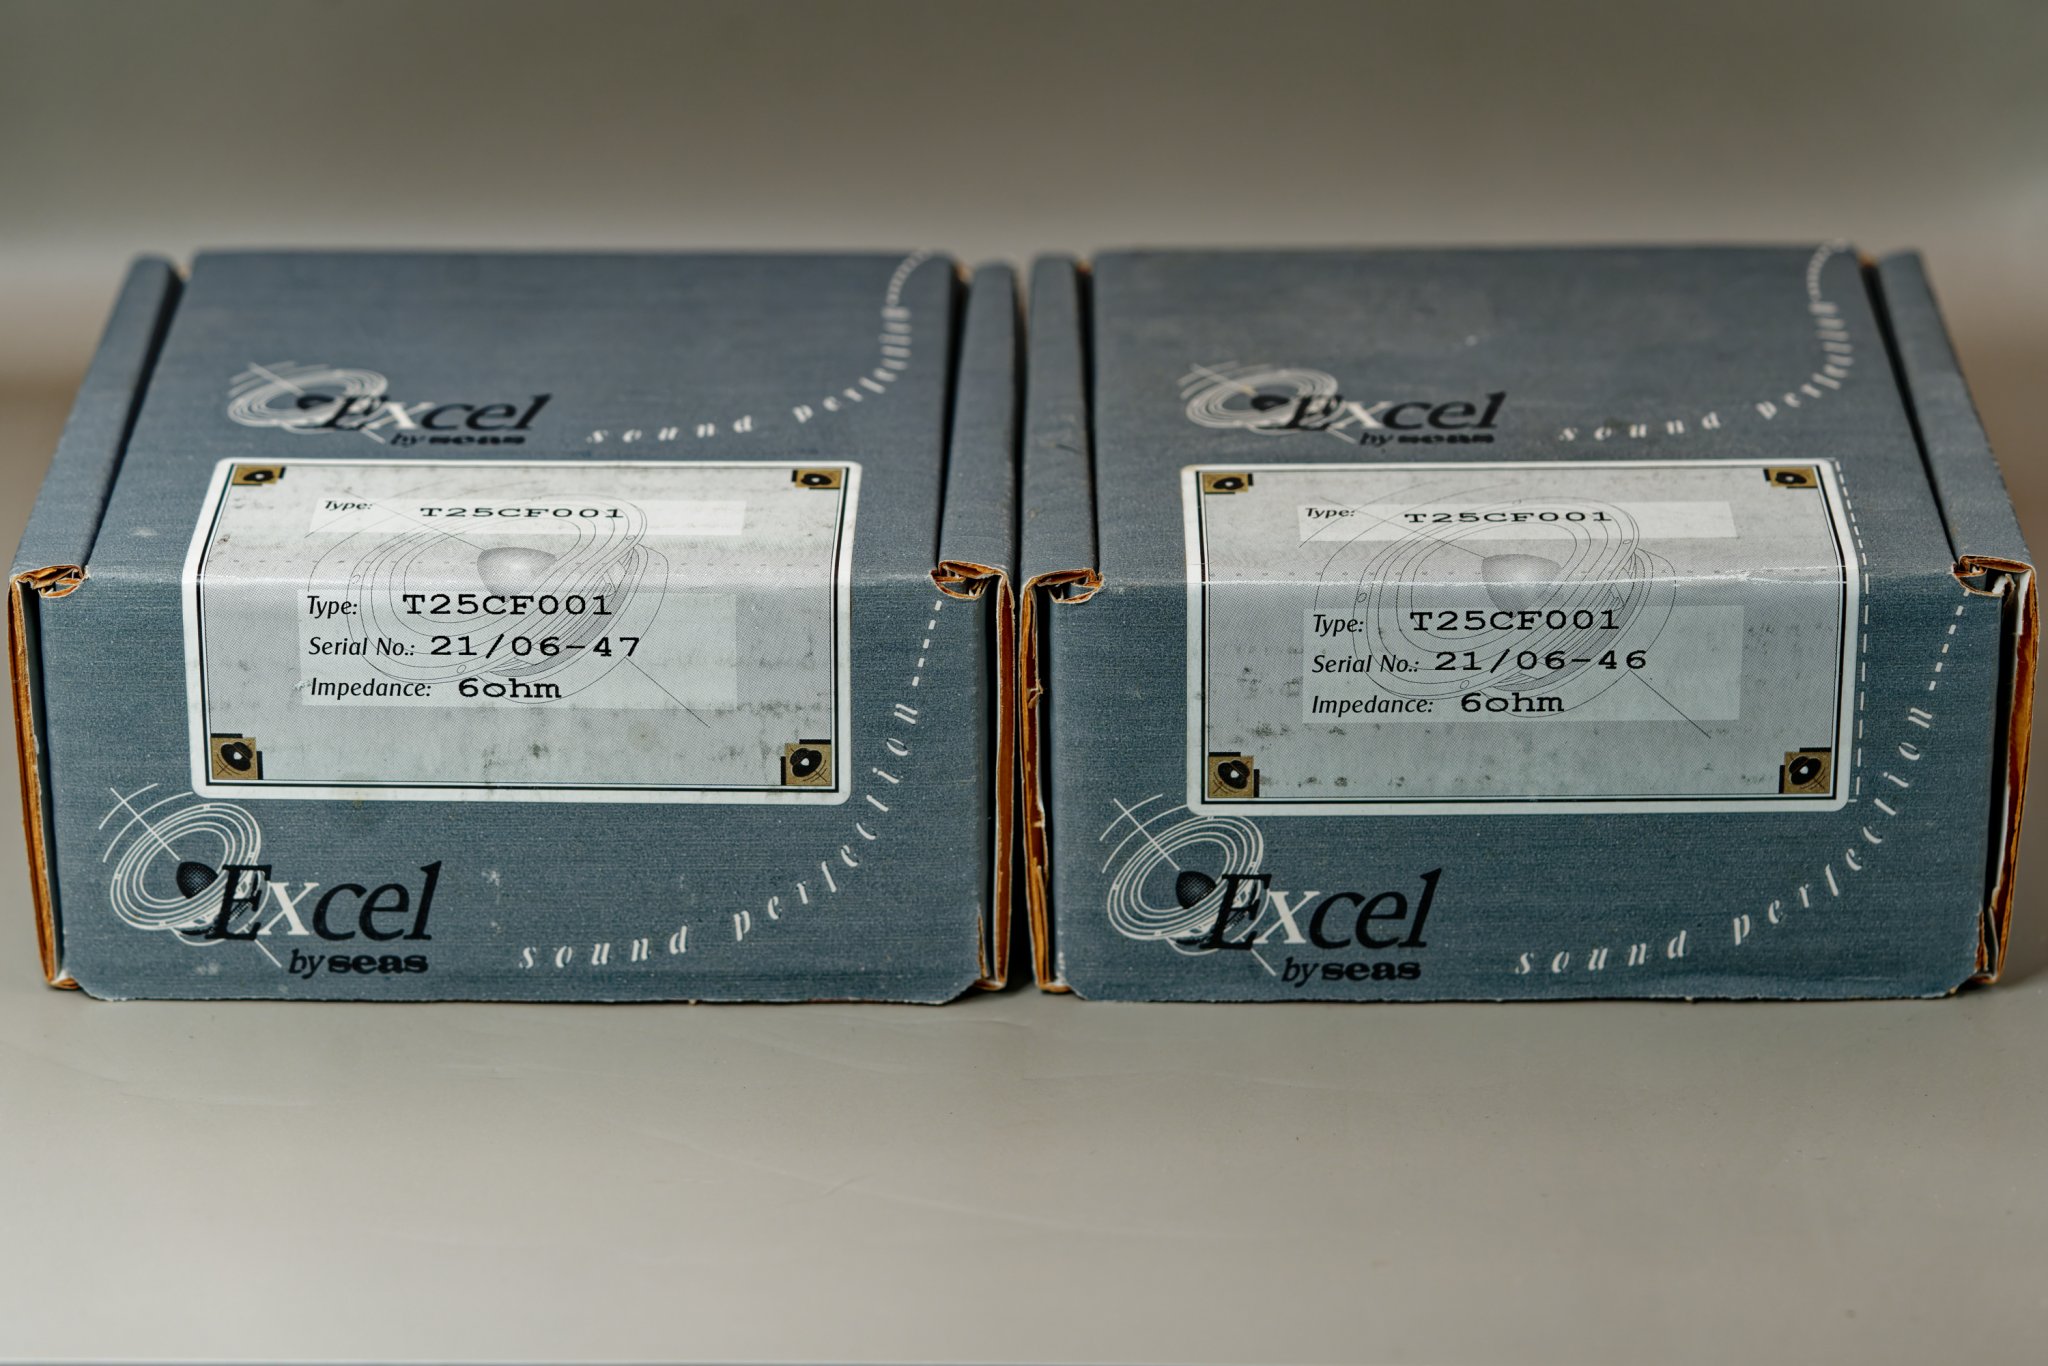 Excel
by seas
sound perfection
Type: T25CF001
Type: T25CF001
Serial No.: 21/06-47
Impedance: 6ohm
Excel
by seas
sound perfection
Excel
by seas
sound perfection
Type: T25CF001
Type: T25CF001
Serial No.: 21/06-46
Impedance: 6ohm
Excel
by seas
sound perfection